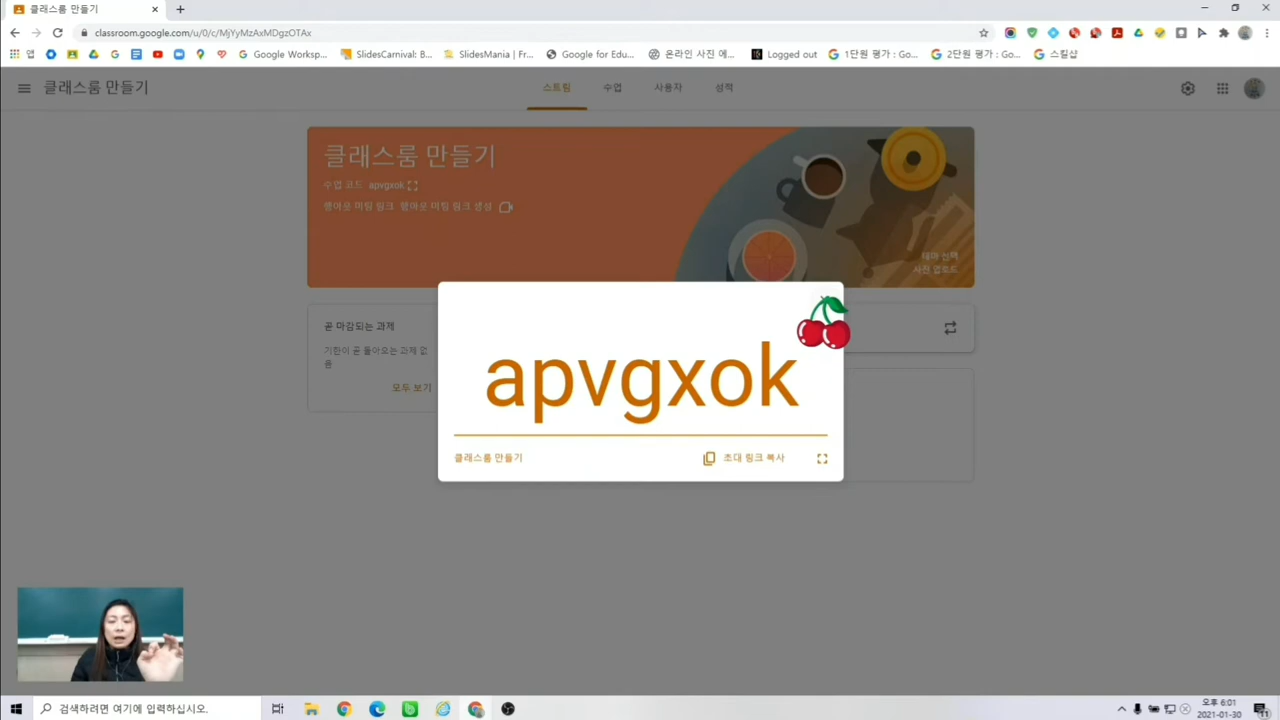 클래스룸 만들기
classroom.google.com/u/0/c/MjYyMzAxMDgzOTAx
앱
Google Worksp...
SlidesCarnival: B...
SlidesMania | Fr...
Google for Edu...
온라인 사진 에...
Logged out
1단원 평가 : Go...
2단원 평가 : Go...
스킬샵
클래스룸 만들기
스트림
수업
사용자
성적
클래스룸 만들기
수업 코드 apvgxok
행아웃 미팅 링크 행아웃 미팅 링크 생성
테마 선택
사진 업로드
곧 마감되는 과제
기한이 곧 돌아오는 과제 없
음
모두 보기
apvgxok
클래스룸 만들기
초대 링크 복사
검색하려면 여기에 입력하십시오.
오후 6:01
2021-01-30
11